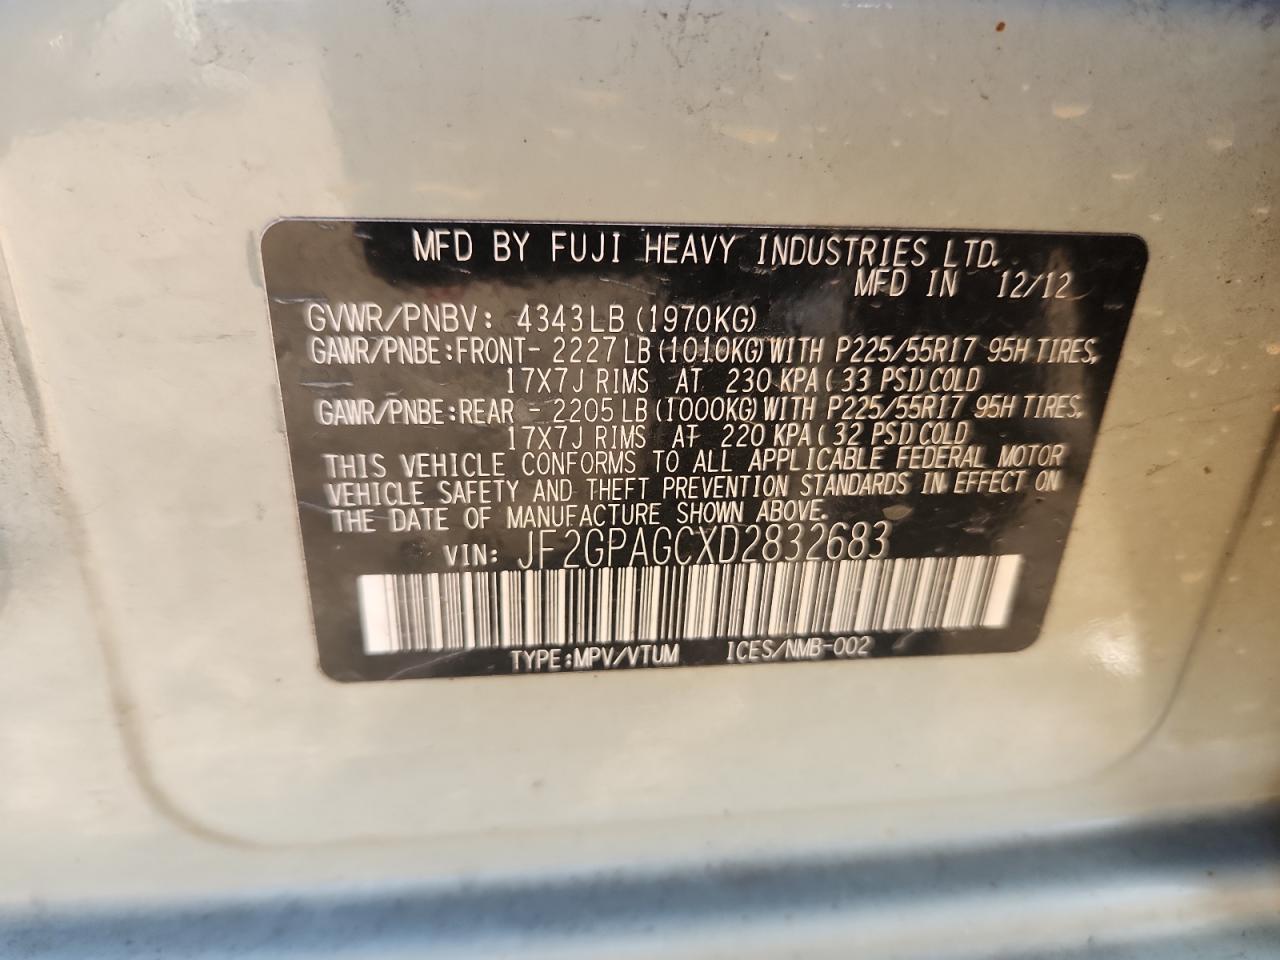 MFD BY FUJI HEAVY INDUSTRIES LTD.
MFD IN 12/12
GVWR/PNBV: 4343LB (1970KG)
GAWR/PNBE:FRONT- 2227LB(1010KG)WITH P225/55R17 95H TIRES,
17X7J RIMS AT 230 KPA( 33 PSI)COLD
GAWR/PNBE:REAR - 2205LB(1000KG)WITH P225/55R17 95H TIRES,
17X7J RIMS AT 220 KPA( 32 PSI)COLD
THIS VEHICLE CONFORMS TO ALL APPLICABLE FEDERAL MOTOR
VEHICLE SAFETY AND THEFT PREVENTION STANDARDS IN EFFECT ON
THE DATE OF MANUFACTURE SHOWN ABOVE.
VIN: JF2GPAGCXD2832683
TYPE:MPV/VTUM ICES/NMB-002